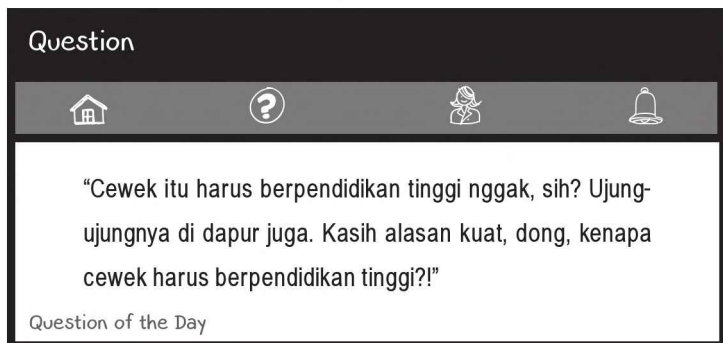 Question
“Cewek itu harus berpendidikan tinggi nggak, sih? Ujung-
ujungnya di dapur juga. Kasih alasan kuat, dong, kenapa
cewek harus berpendidikan tinggi?!”
Question of the Day